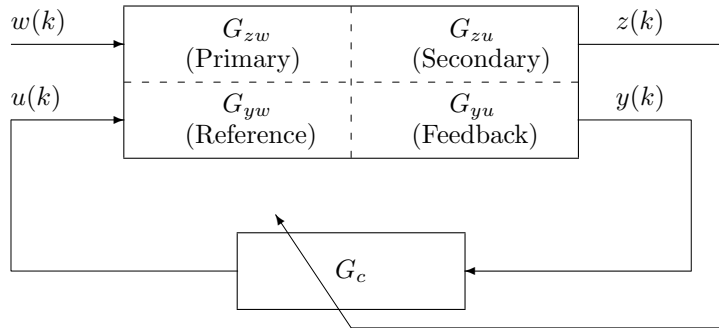 w(k)
G_{zw}
(Primary)
G_{zu}
(Secondary)
z(k)
u(k)
G_{yw}
(Reference)
G_{yu}
(Feedback)
y(k)
G_c